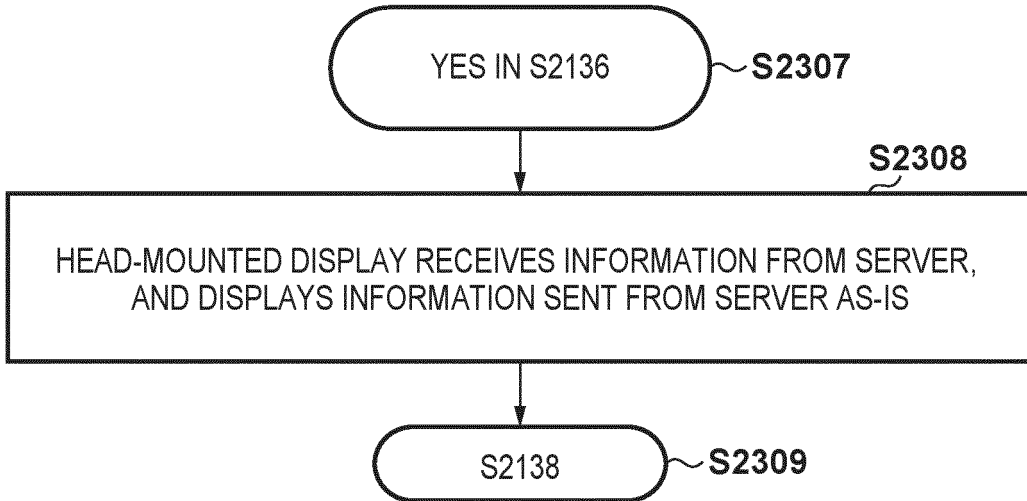 YES IN S2136
S2307
S2308
HEAD-MOUNTED DISPLAY RECEIVES INFORMATION FROM SERVER,
AND DISPLAYS INFORMATION SENT FROM SERVER AS-IS
S2138
S2309